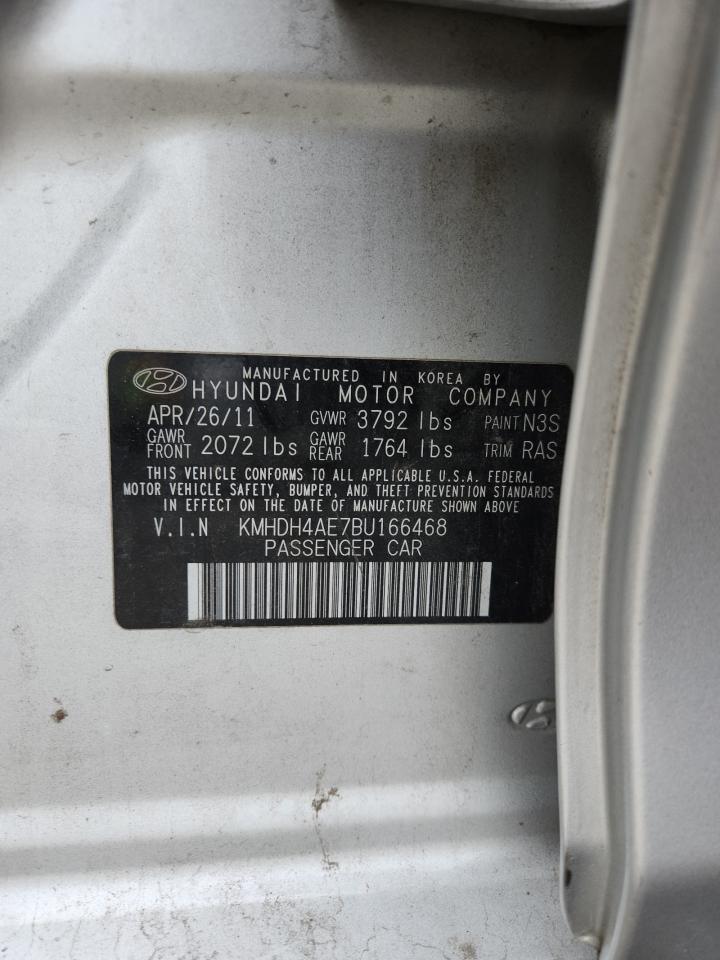 MANUFACTURED IN KOREA BY
HYUNDAI MOTOR COMPANY
APR/26/11 GVWR 3792 lbs PAINT N3S
GAWR FRONT 2072 lbs GAWR REAR 1764 lbs TRIM RAS
THIS VEHICLE CONFORMS TO ALL APPLICABLE U.S.A. FEDERAL
MOTOR VEHICLE SAFETY, BUMPER, AND THEFT PREVENTION STANDARDS
IN EFFECT ON THE DATE OF MANUFACTURE SHOWN ABOVE
V.I.N KMHDH4AE7BU166468
PASSENGER CAR